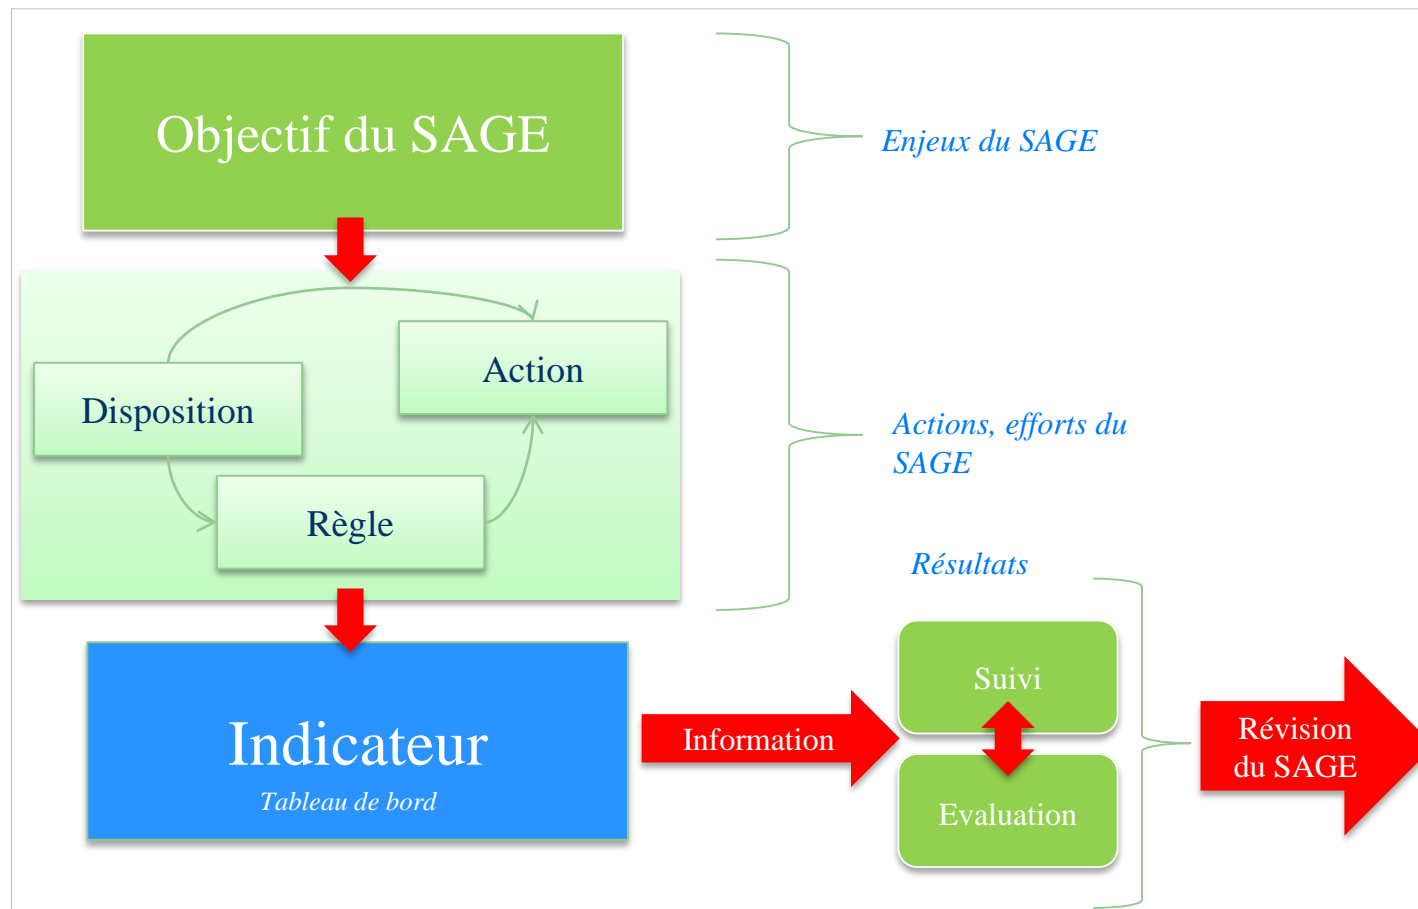 Objectif du SAGE
Enjeux du SAGE
Action
Disposition
Règle
Actions, efforts du
SAGE
Résultats
Indicateur
Tableau de bord
Information
Suivi
Evaluation
Révision
du SAGE